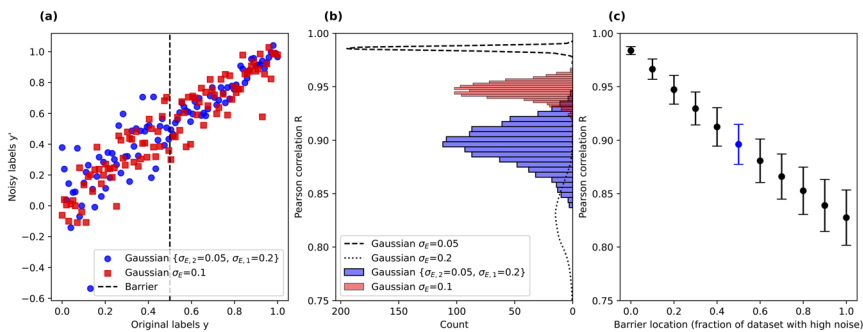 (a)
Noisy labels y'
1.0
0.8
0.6
0.4
0.2
0.0
−0.2
−0.4
−0.6
Gaussian {σE,2=0.05, σE,1=0.2}
Gaussian σE=0.1
Barrier
0.0 0.2 0.4 0.6 0.8 1.0
Original labels y
(b)
Pearson correlation R
1.00
0.95
0.90
0.85
0.80
0.75
Gaussian σE=0.05
Gaussian σE=0.2
Gaussian {σE,2=0.05, σE,1=0.2}
Gaussian σE=0.1
200 150 100 50 0
Count
(c)
Pearson correlation R
1.00
0.95
0.90
0.85
0.80
0.75
0.0 0.2 0.4 0.6 0.8 1.0
Barrier location (fraction of dataset with high noise)